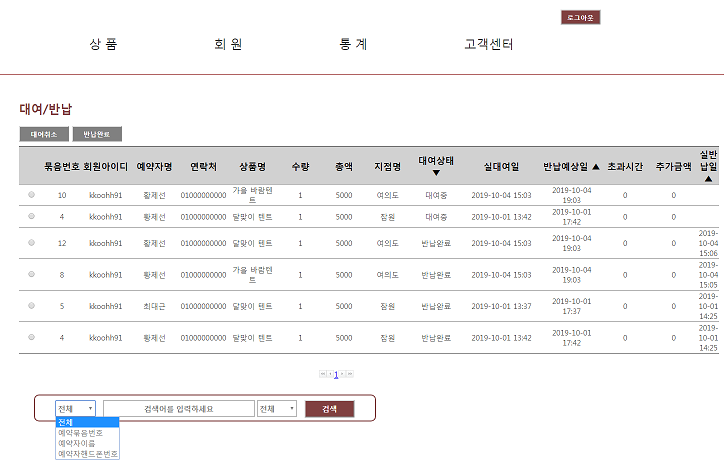 로그아웃
상 품 회 원 통 계 고객센터
대여/반납
대여취소 반납완료
묶음번호 회원아이디 예약자명 연락처 상품명 수량 총액 지점명 대여상태 ▼ 실대여일 반납예상일 ▲ 초과시간 추가금액 실반납일 ▲
10 kkoohh91 황제선 01000000000 가을 바람텐트 1 5000 여의도 대여중 2019-10-04 15:03 2019-10-04 19:03 0 0
4 kkoohh91 황제선 01000000000 달맞이 텐트 1 5000 잠원 대여중 2019-10-01 13:42 2019-10-01 17:42 0 0
12 kkoohh91 황제선 01000000000 달맞이 텐트 1 5000 여의도 반납완료 2019-10-04 15:03 2019-10-04 19:03 0 0 2019-10-04 15:06
8 kkoohh91 황제선 01000000000 가을 바람텐트 1 5000 여의도 반납완료 2019-10-04 15:03 2019-10-04 19:03 0 0 2019-10-04 15:05
5 kkoohh91 최대근 01000000000 달맞이 텐트 1 5000 잠원 반납완료 2019-10-01 13:37 2019-10-01 17:37 0 0 2019-10-01 14:25
4 kkoohh91 황제선 01000000000 달맞이 텐트 1 5000 잠원 반납완료 2019-10-01 13:42 2019-10-01 17:42 0 0 2019-10-01 14:25
1
전체 검색어를 입력하세요 전체 검색
전체
예약묶음번호
예약자이름
예약자핸드폰번호